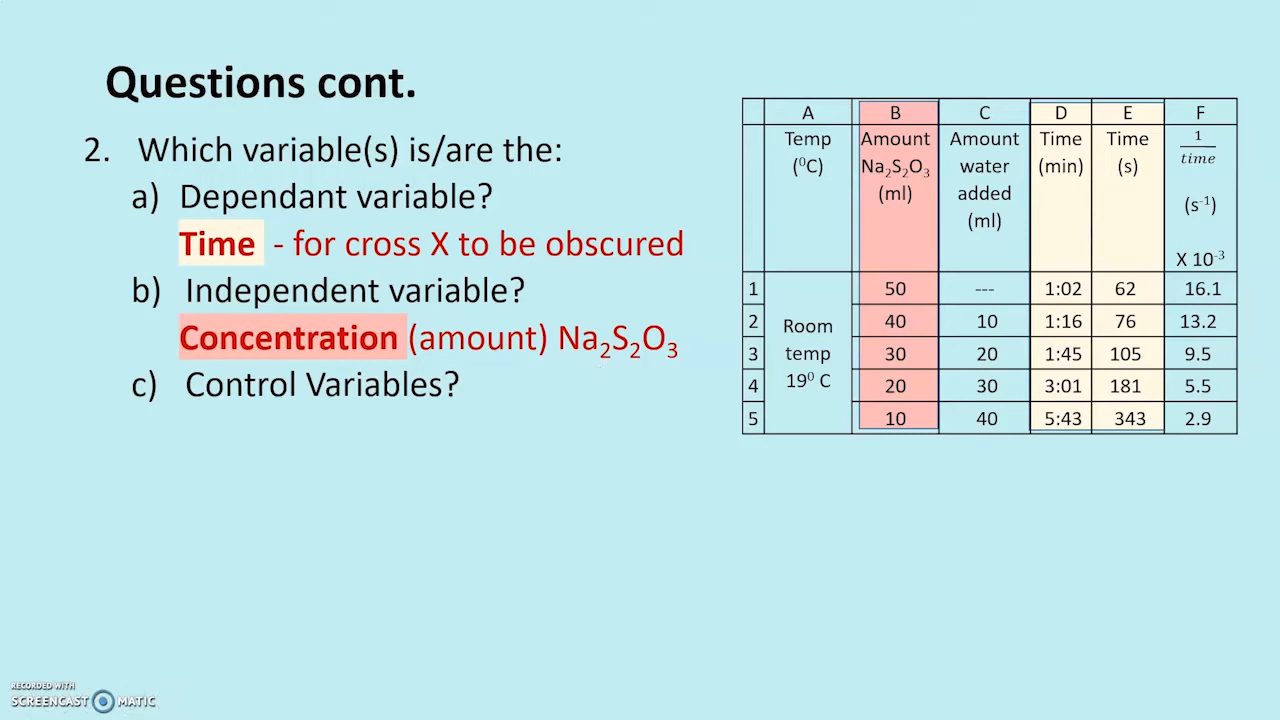 Questions cont.
2. Which variable(s) is/are the:
a) Dependant variable?
Time - for cross X to be obscured
b) Independent variable?
Concentration (amount) Na₂S₂O₃
c) Control Variables?
A B C D E F
Temp (⁰C) Amount Na₂S₂O₃ (ml) Amount water added (ml) Time (min) Time (s) 1/time (s⁻¹) X 10⁻³
1 50 --- 1:02 62 16.1
2 40 10 1:16 76 13.2
Room temp 19⁰ C
3 30 20 1:45 105 9.5
4 20 30 3:01 181 5.5
5 10 40 5:43 343 2.9
RECORDED WITH
SCREENCAST MATIC